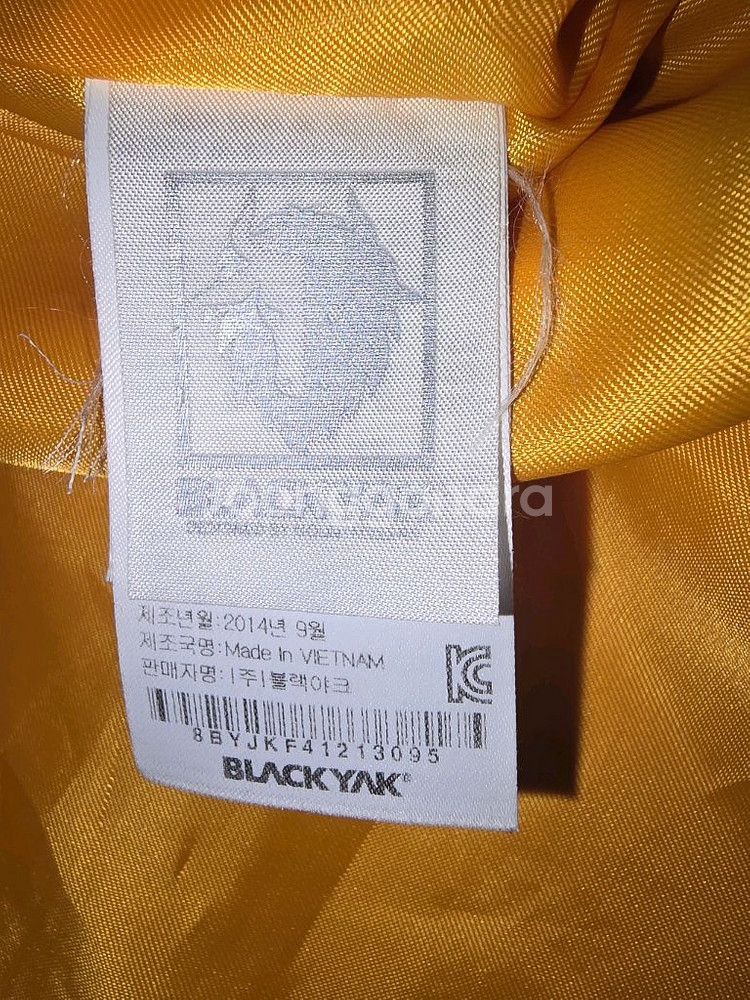 제조년월:2014년 9월
제조국명:Made In VIETNAM
판매자명:(주)블랙야크
8BYJKF41213095
BLACKYAK®